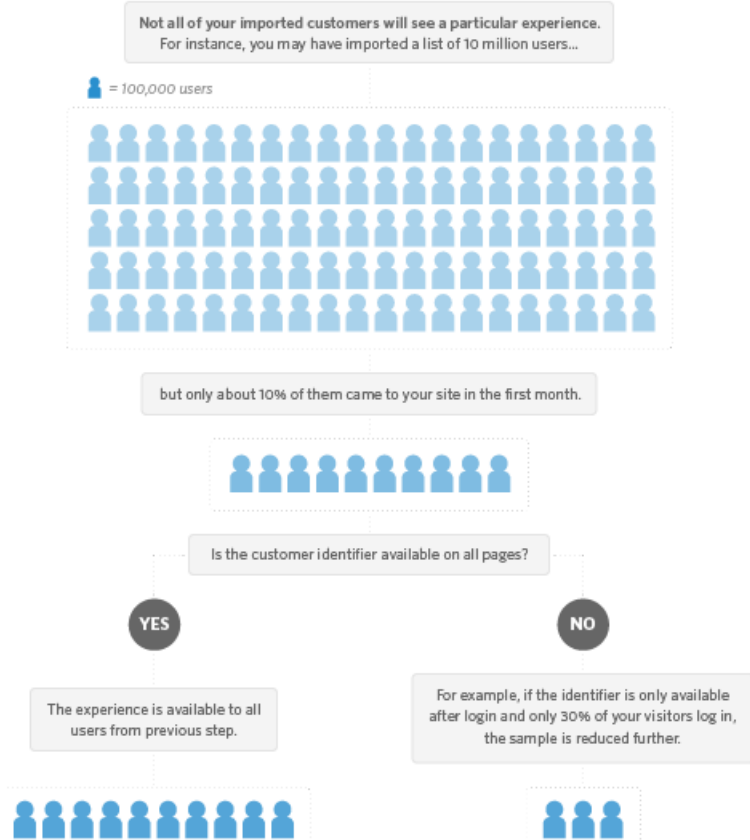 Not all of your imported customers will see a particular experience.
For instance, you may have imported a list of 10 million users...
= 100,000 users
but only about 10% of them came to your site in the first month.
Is the customer identifier available on all pages?
YES
NO
The experience is available to all
users from previous step.
For example, if the identifier is only available
after login and only 30% of your visitors log in,
the sample is reduced further.